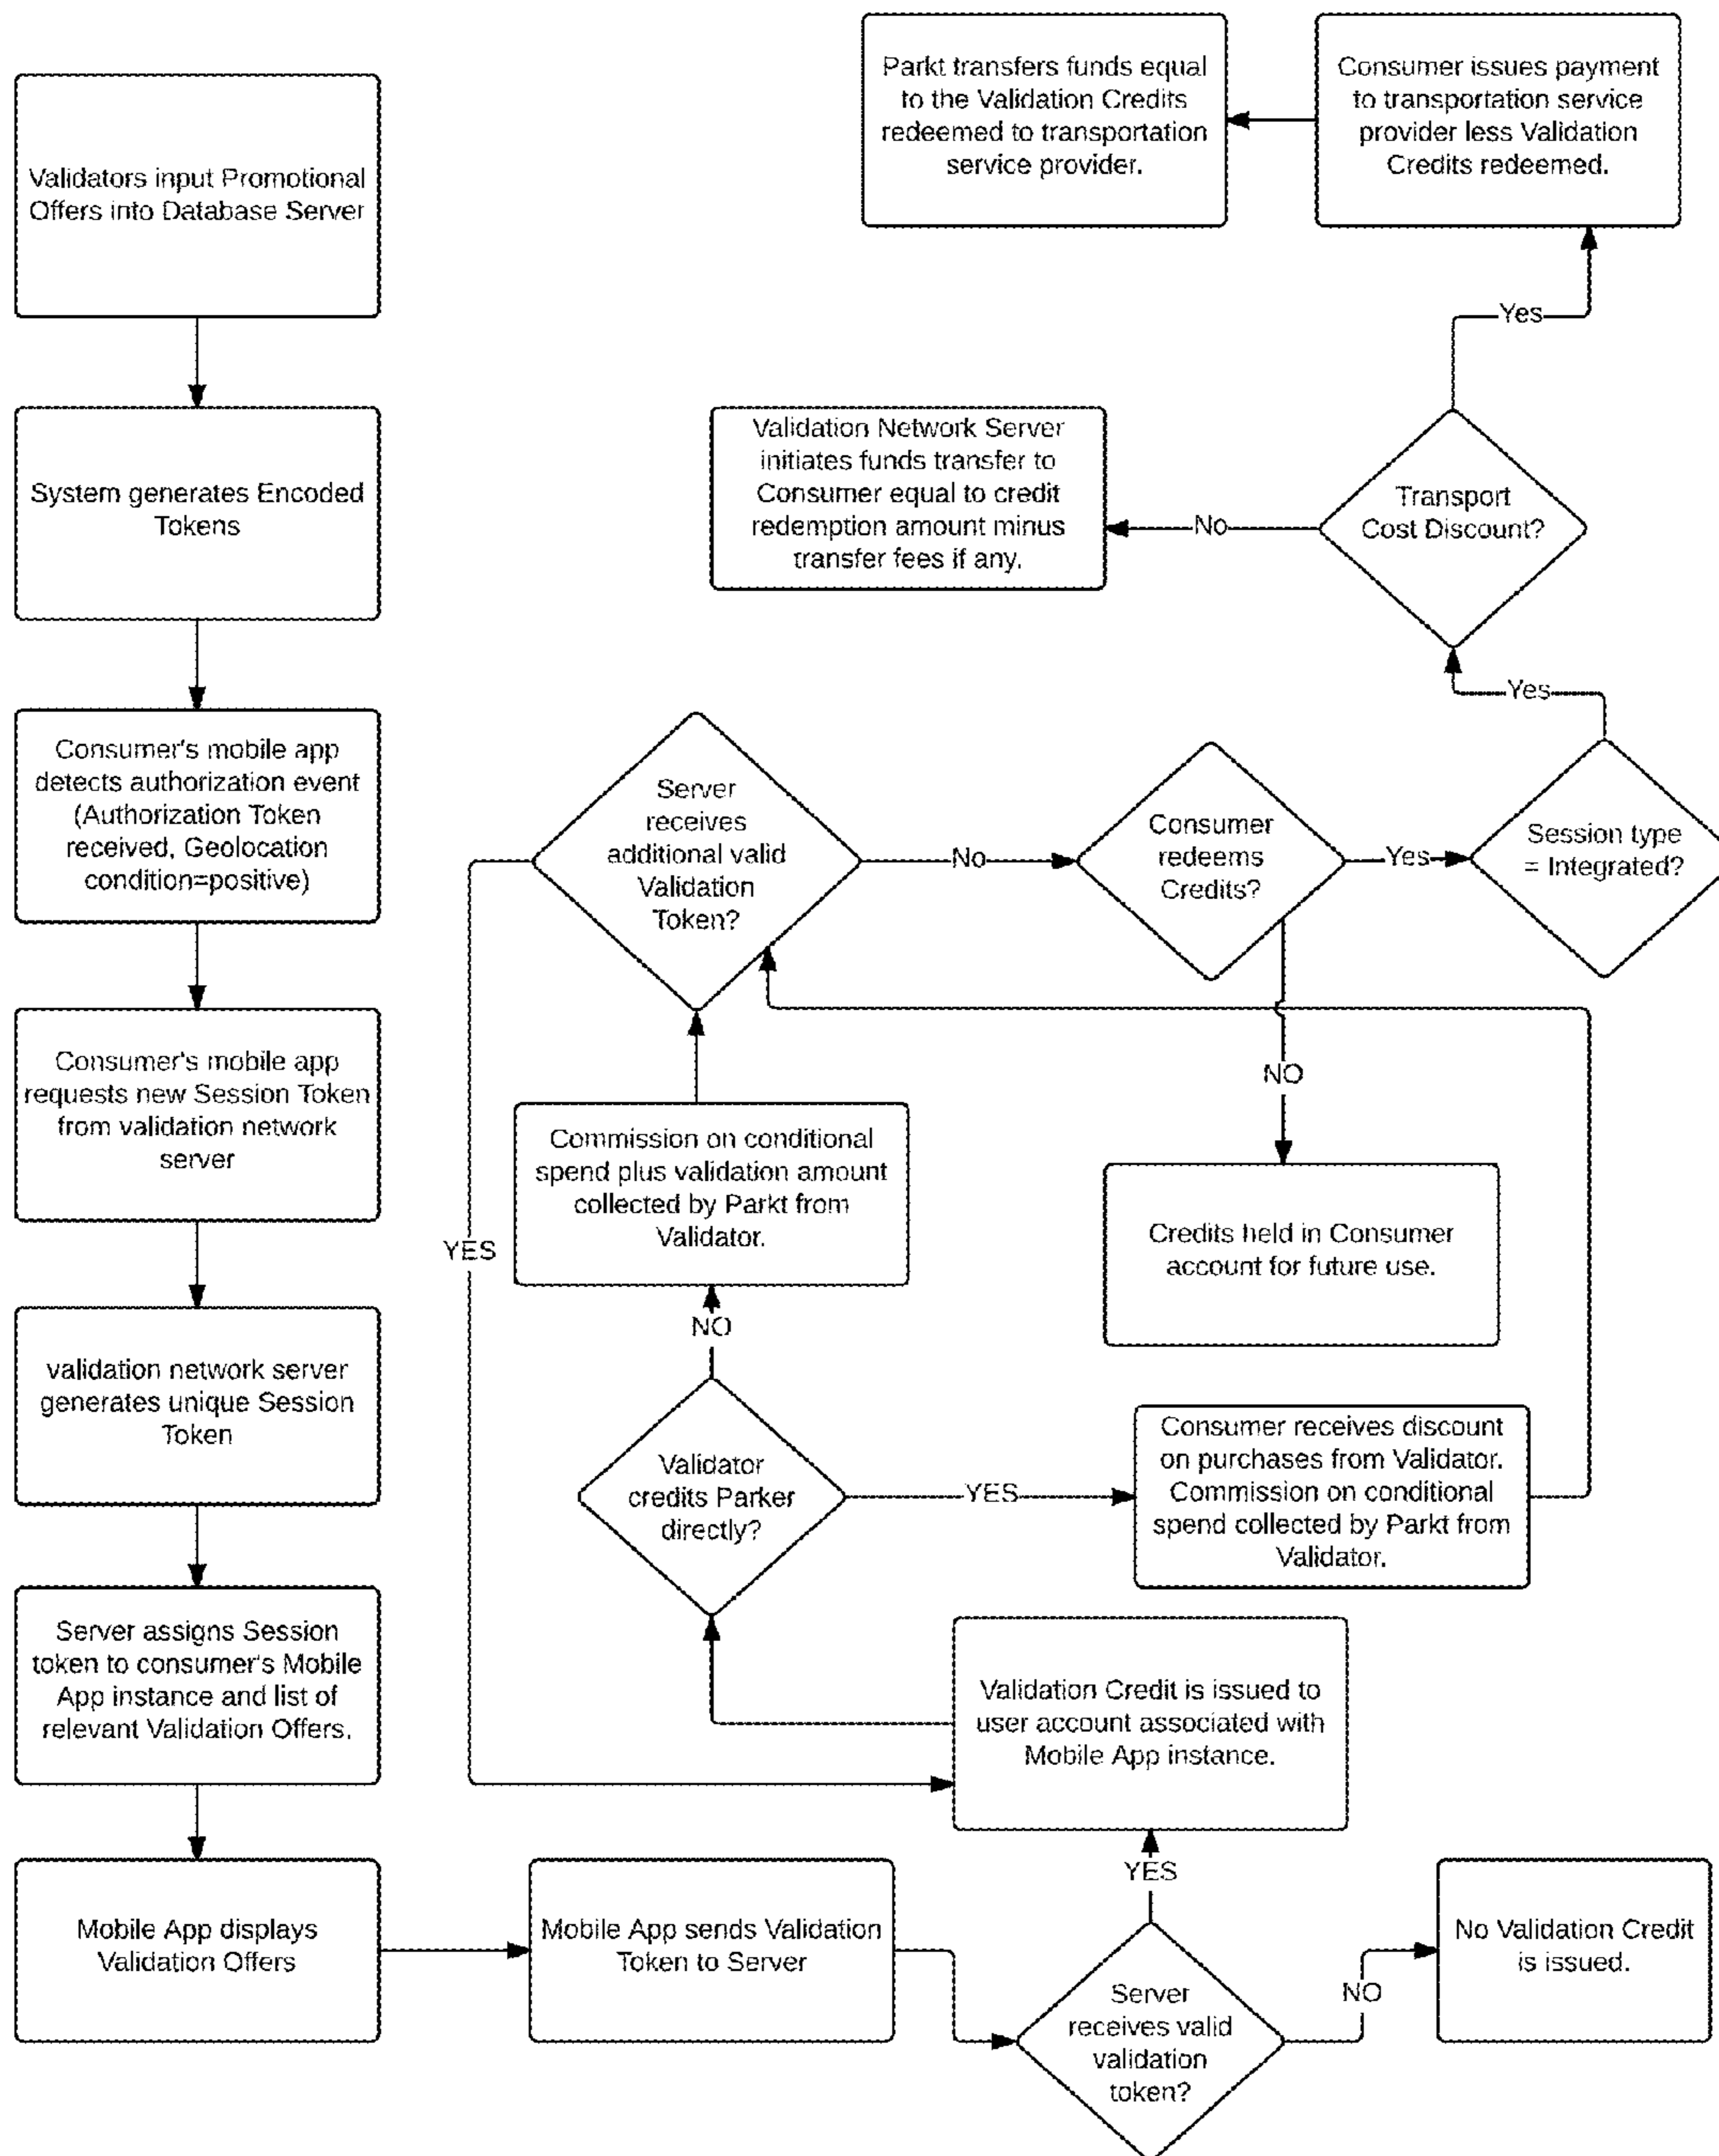 Validators input Promotional
Offers into Database Server
System generates Encoded
Tokens
Consumer's mobile app
detects authorization event
(Authorization Token
received, Geolocation
condition=positive)
Consumer's mobile app
requests new Session Token
from validation network
server
validation network server
generates unique Session
Token
Server assigns Session
token to consumer's Mobile
App instance and list of
relevant Validation Offers.
Mobile App displays
Validation Offers
Mobile App sends Validation
Token to Server
Server
receives valid
validation
token?
NO
No Validation Credit
is issued.
YES
Validation Credit is issued to
user account associated with
Mobile App instance.
Validator
credits Parker
directly?
YES
Consumer receives discount
on purchases from Validator.
Commission on conditional
spend collected by Parkt from
Validator.
NO
Commission on conditional
spend plus validation amount
collected by Parkt from
Validator.
Server
receives
additional valid
Validation
Token?
YES
No
Consumer
redeems
Credits?
NO
Credits held in Consumer
account for future use.
Yes
Session type
= Integrated?
Yes
Transport
Cost Discount?
No
Validation Network Server
initiates funds transfer to
Consumer equal to credit
redemption amount minus
transfer fees if any.
Yes
Consumer issues payment
to transportation service
provider less Validation
Credits redeemed.
Parkt transfers funds equal
to the Validation Credits
redeemed to transportation
service provider.